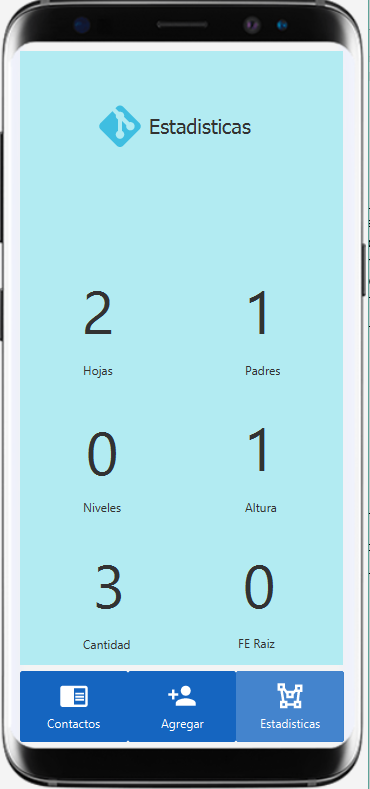 Estadisticas
2 1
Hojas Padres
0 1
Niveles Altura
3 0
Cantidad FE Raiz
Contactos Agregar Estadisticas